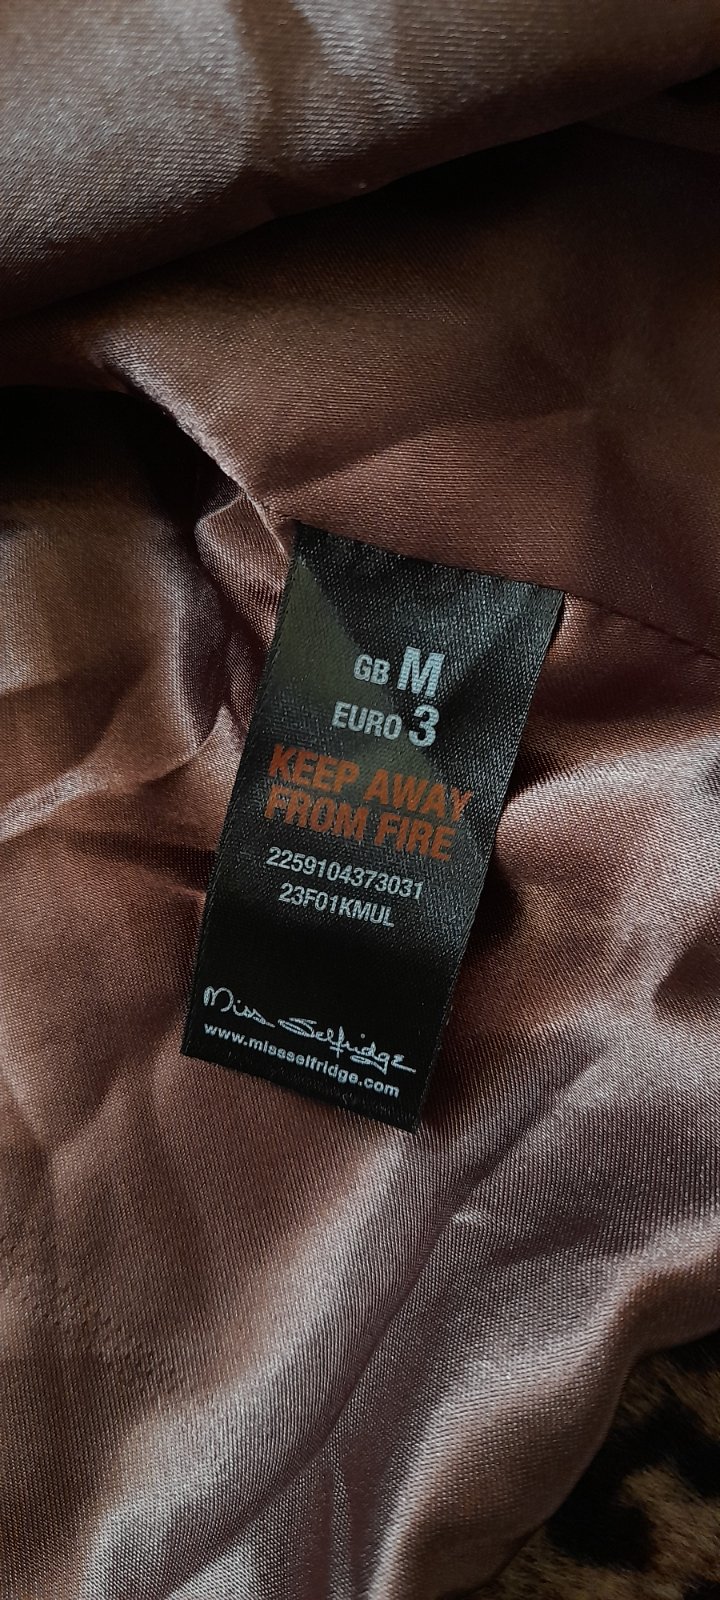 GB M
EURO 3
KEEP AWAY
FROM FIRE
2259104373031
23F01KMUL
Miss Selfridge
www.missselfridge.com